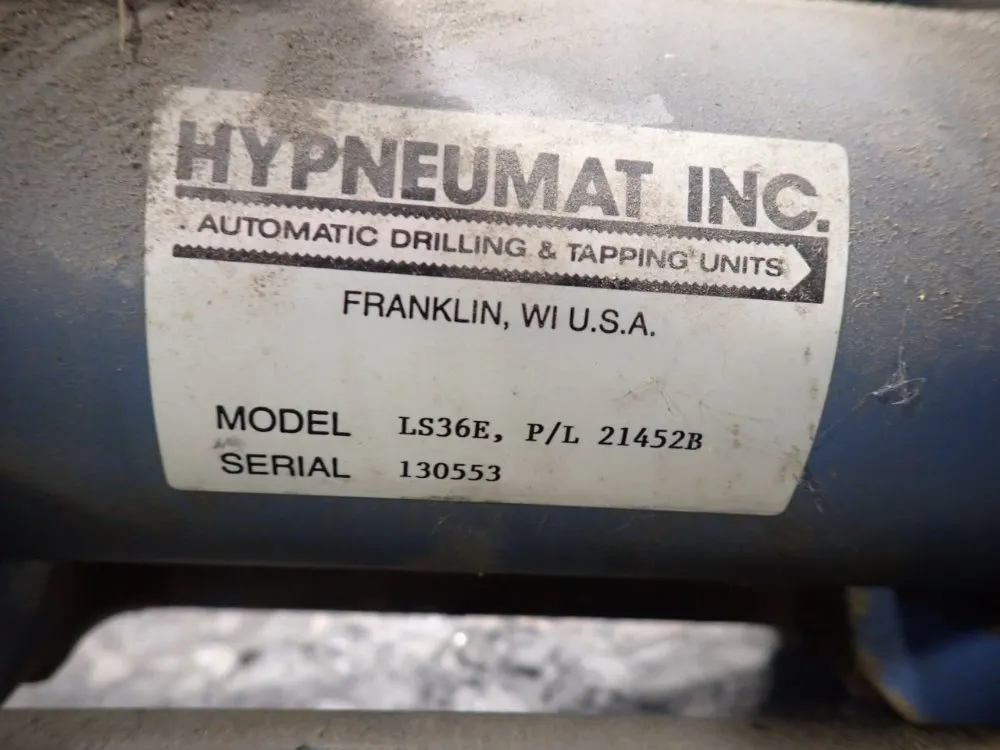 HYPNEUMAT INC.
AUTOMATIC DRILLING & TAPPING UNITS
FRANKLIN, WI U.S.A.
MODEL LS36E, P/L 21452B
SERIAL 130553